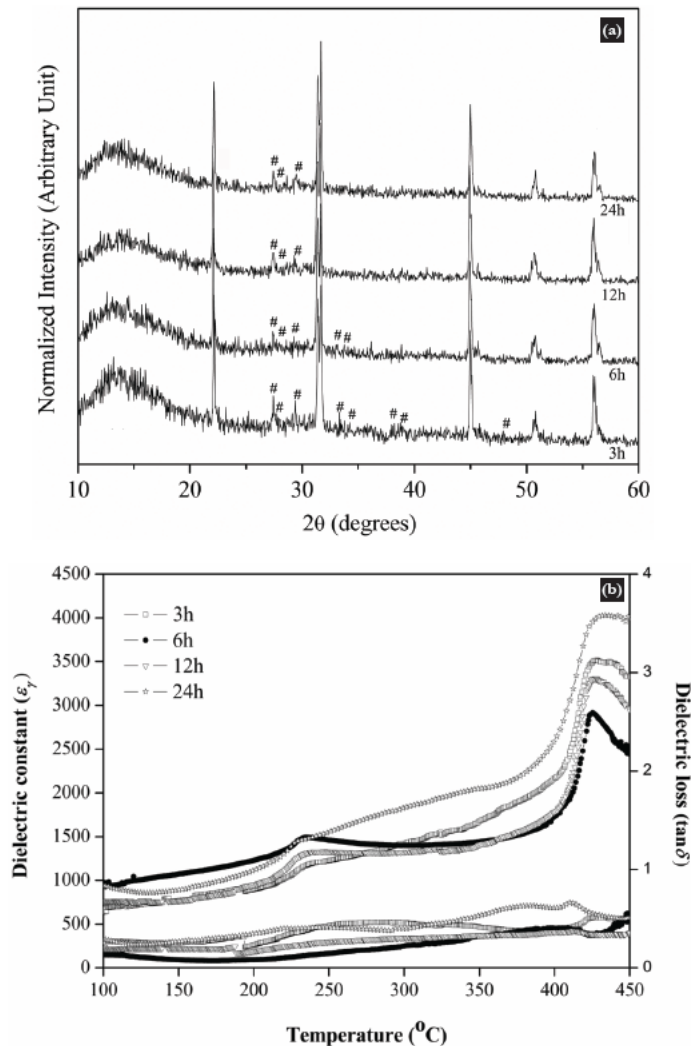 (a)
Normalized Intensity (Arbitrary Unit)
# # #
24h
# # #
12h
# # # # #
6h
# # # # # # # #
3h
10 20 30 40 50 60
2θ (degrees)
(b)
4500
4000
3500
3000
2500
2000
1500
1000
500
0
Dielectric constant (εγ)
3h
6h
12h
24h
4
3
2
1
0
Dielectric loss (tanδ)
100 150 200 250 300 350 400 450
Temperature (⁰C)